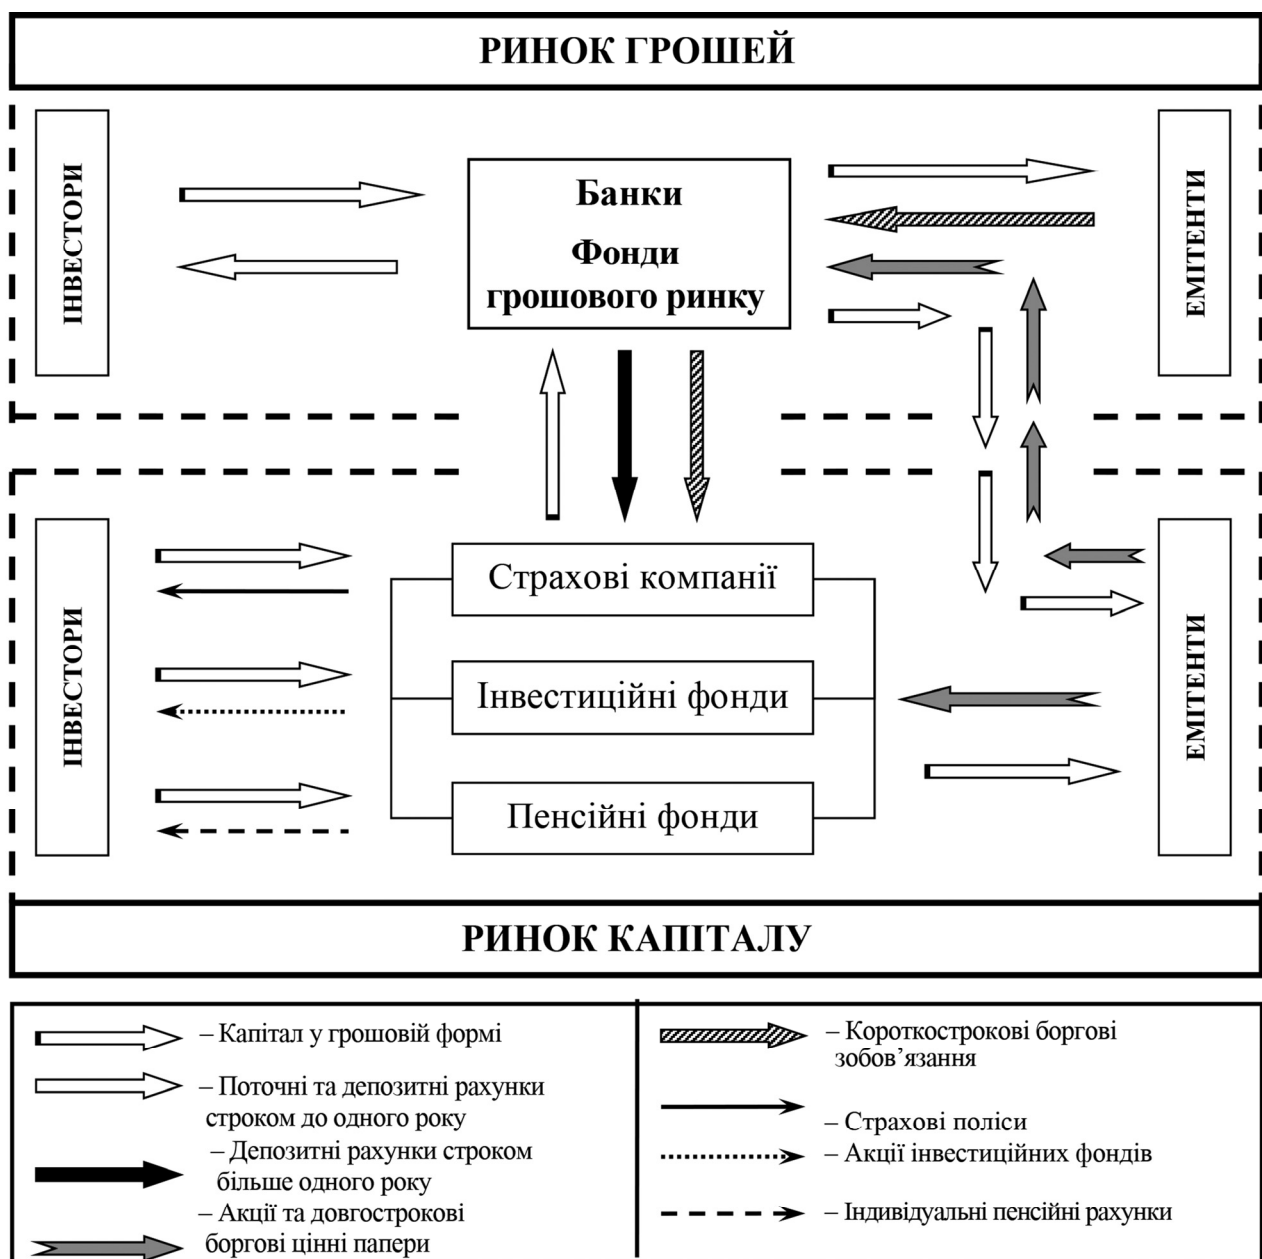 РИНОК ГРОШЕЙ
ІНВЕСТОРИ
Банки
Фонди
грошового ринку
ЕМІТЕНТИ
ІНВЕСТОРИ
Страхові компанії
Інвестиційні фонди
Пенсійні фонди
ЕМІТЕНТИ
РИНОК КАПІТАЛУ
– Капітал у грошовій формі
– Поточні та депозитні рахунки
строком до одного року
– Депозитні рахунки строком
більше одного року
– Акції та довгострокові
боргові цінні папери
– Короткострокові боргові
зобов’язання
– Страхові поліси
– Акції інвестиційних фондів
– Індивідуальні пенсійні рахунки